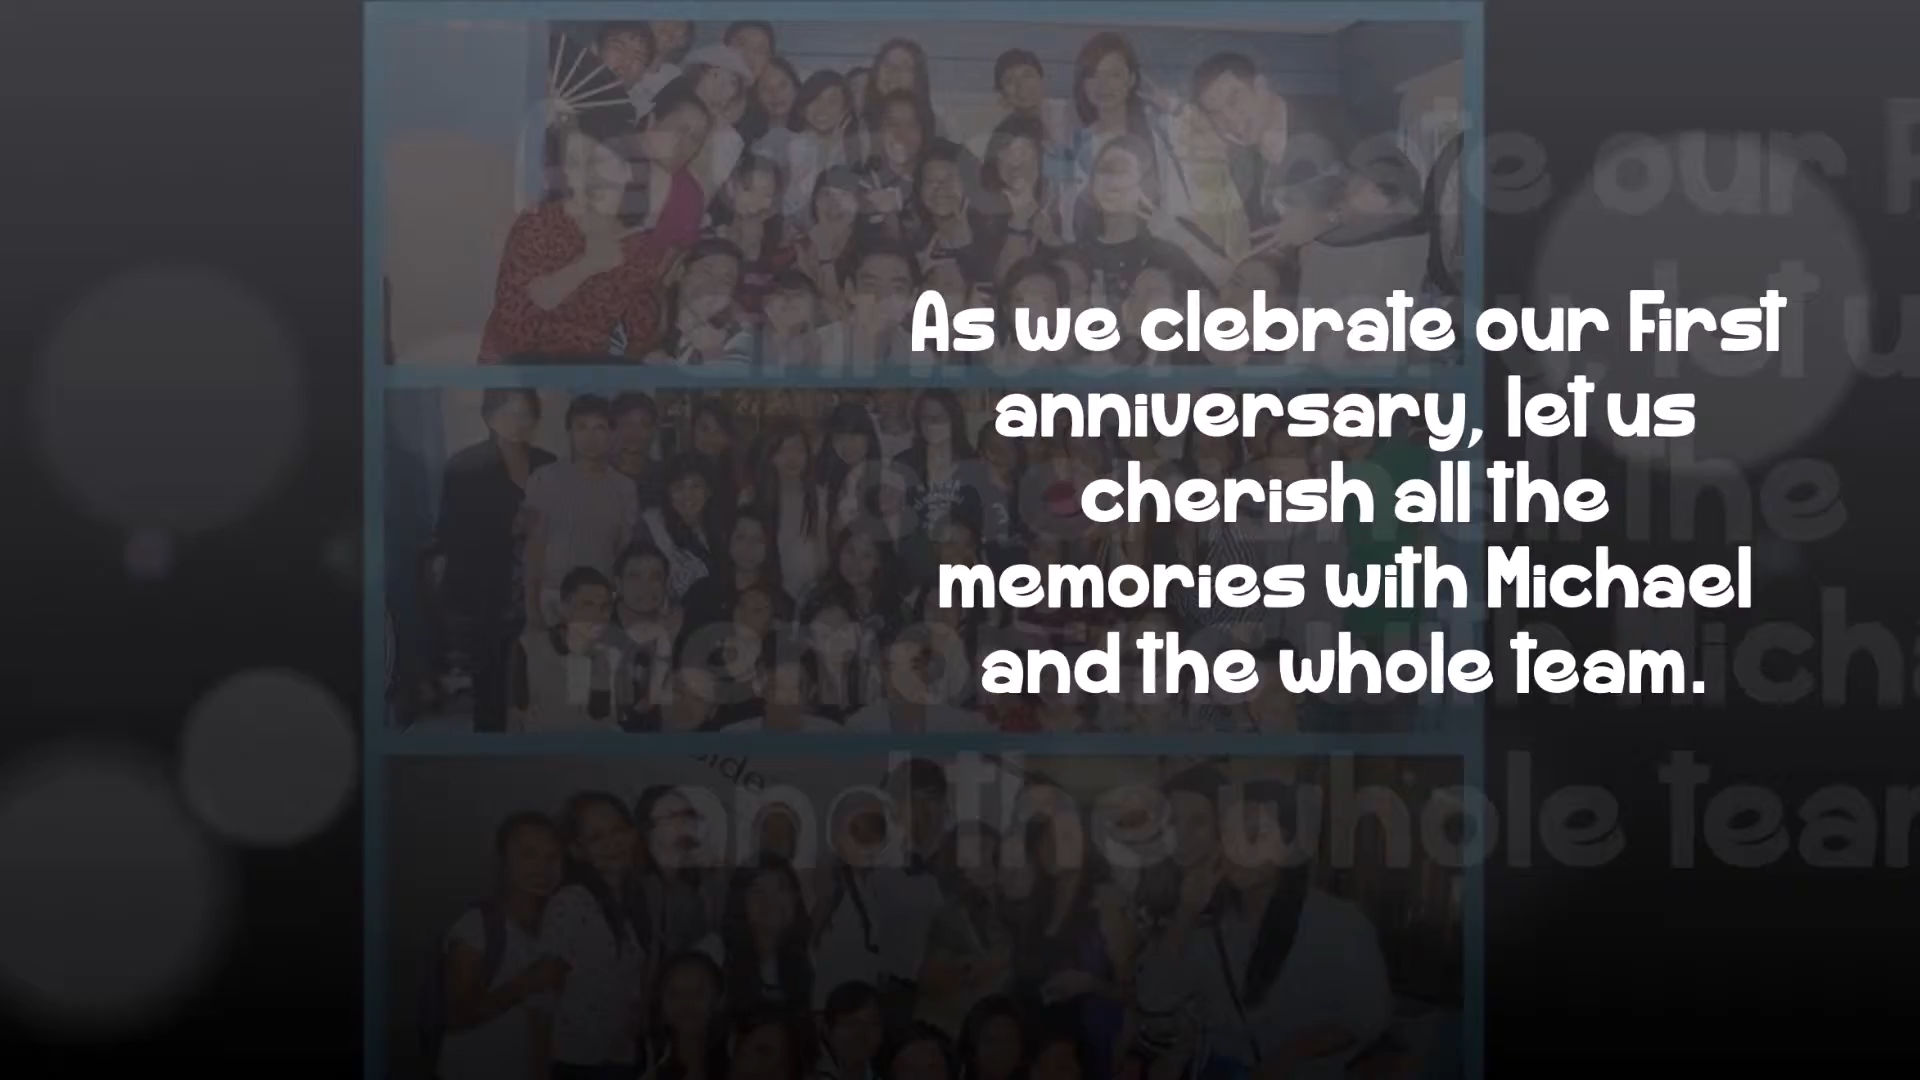 As we clebrate our First
anniversary, let us
cherish all the
memories with Michael
and the whole team.